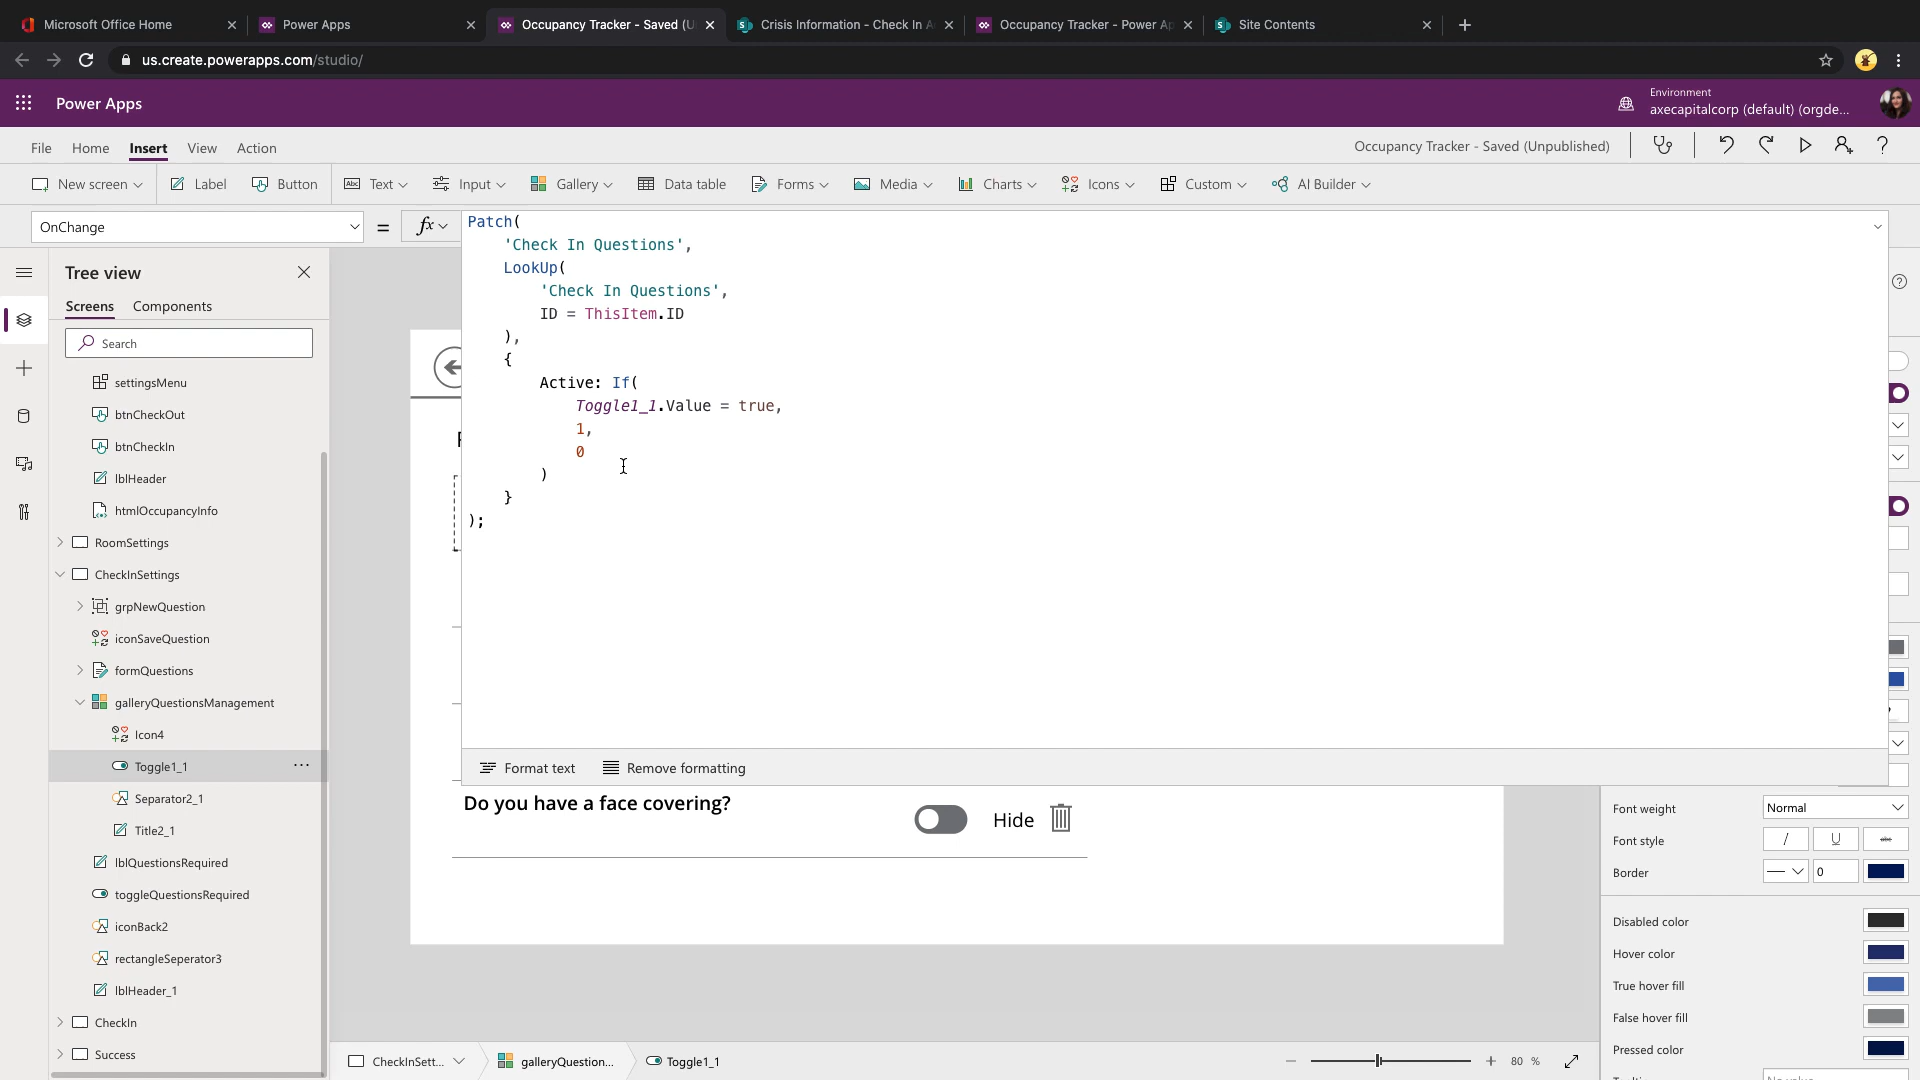 Microsoft Office Home
Power Apps
Occupancy Tracker - Saved (U
Crisis Information - Check In A
Occupancy Tracker - Power Ap
Site Contents
us.create.powerapps.com/studio/
Power Apps
Environment
axecapitalcorp (default) (orgde...
File
Home
Insert
View
Action
Occupancy Tracker - Saved (Unpublished)
New screen
Label
Button
Text
Input
Gallery
Data table
Forms
Media
Charts
Icons
Custom
AI Builder
OnChange
=
fx
Patch(
'Check In Questions',
LookUp(
'Check In Questions',
ID = ThisItem.ID
),
{
Active: If(
Toggle1_1.Value = true,
1,
0
)
}
);
Format text
Remove formatting
Tree view
Screens
Components
Search
settingsMenu
btnCheckOut
btnCheckIn
lblHeader
htmlOccupancyInfo
RoomSettings
CheckInSettings
grpNewQuestion
iconSaveQuestion
formQuestions
galleryQuestionsManagement
Icon4
Toggle1_1
Separator2_1
Title2_1
lblQuestionsRequired
toggleQuestionsRequired
iconBack2
rectangleSeperator3
lblHeader_1
CheckIn
Success
Do you have a face covering?
Hide
Font weight
Normal
Font style
/
U
abc
Border
0
Disabled color
Hover color
True hover fill
False hover fill
Pressed color
CheckInSett...
galleryQuestion...
Toggle1_1
80 %